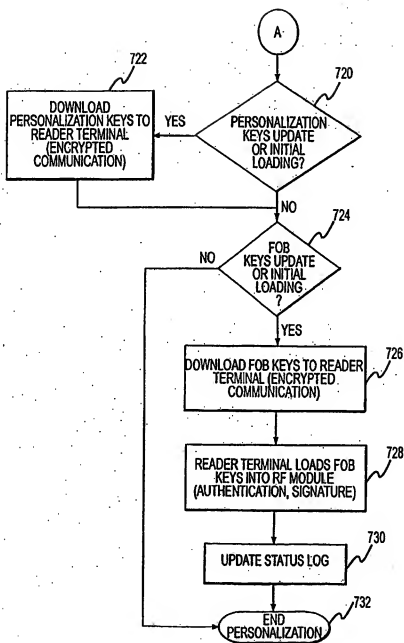 A
722
720
DOWNLOAD
PERSONALIZATION KEYS TO
READER TERMINAL
(ENCRYPTED
COMMUNICATION)
YES
PERSONALIZATION
KEYS UPDATE
OR INITIAL
LOADING?
NO
724
NO
FOB
KEYS UPDATE
OR INITIAL
LOADING
?
YES
726
DOWNLOAD FOB KEYS TO READER
TERMINAL (ENCRYPTED
COMMUNICATION)
728
READER TERMINAL LOADS FOB
KEYS INTO RF MODULE
(AUTHENTICATION, SIGNATURE)
730
UPDATE STATUS LOG
732
END
PERSONALIZATION